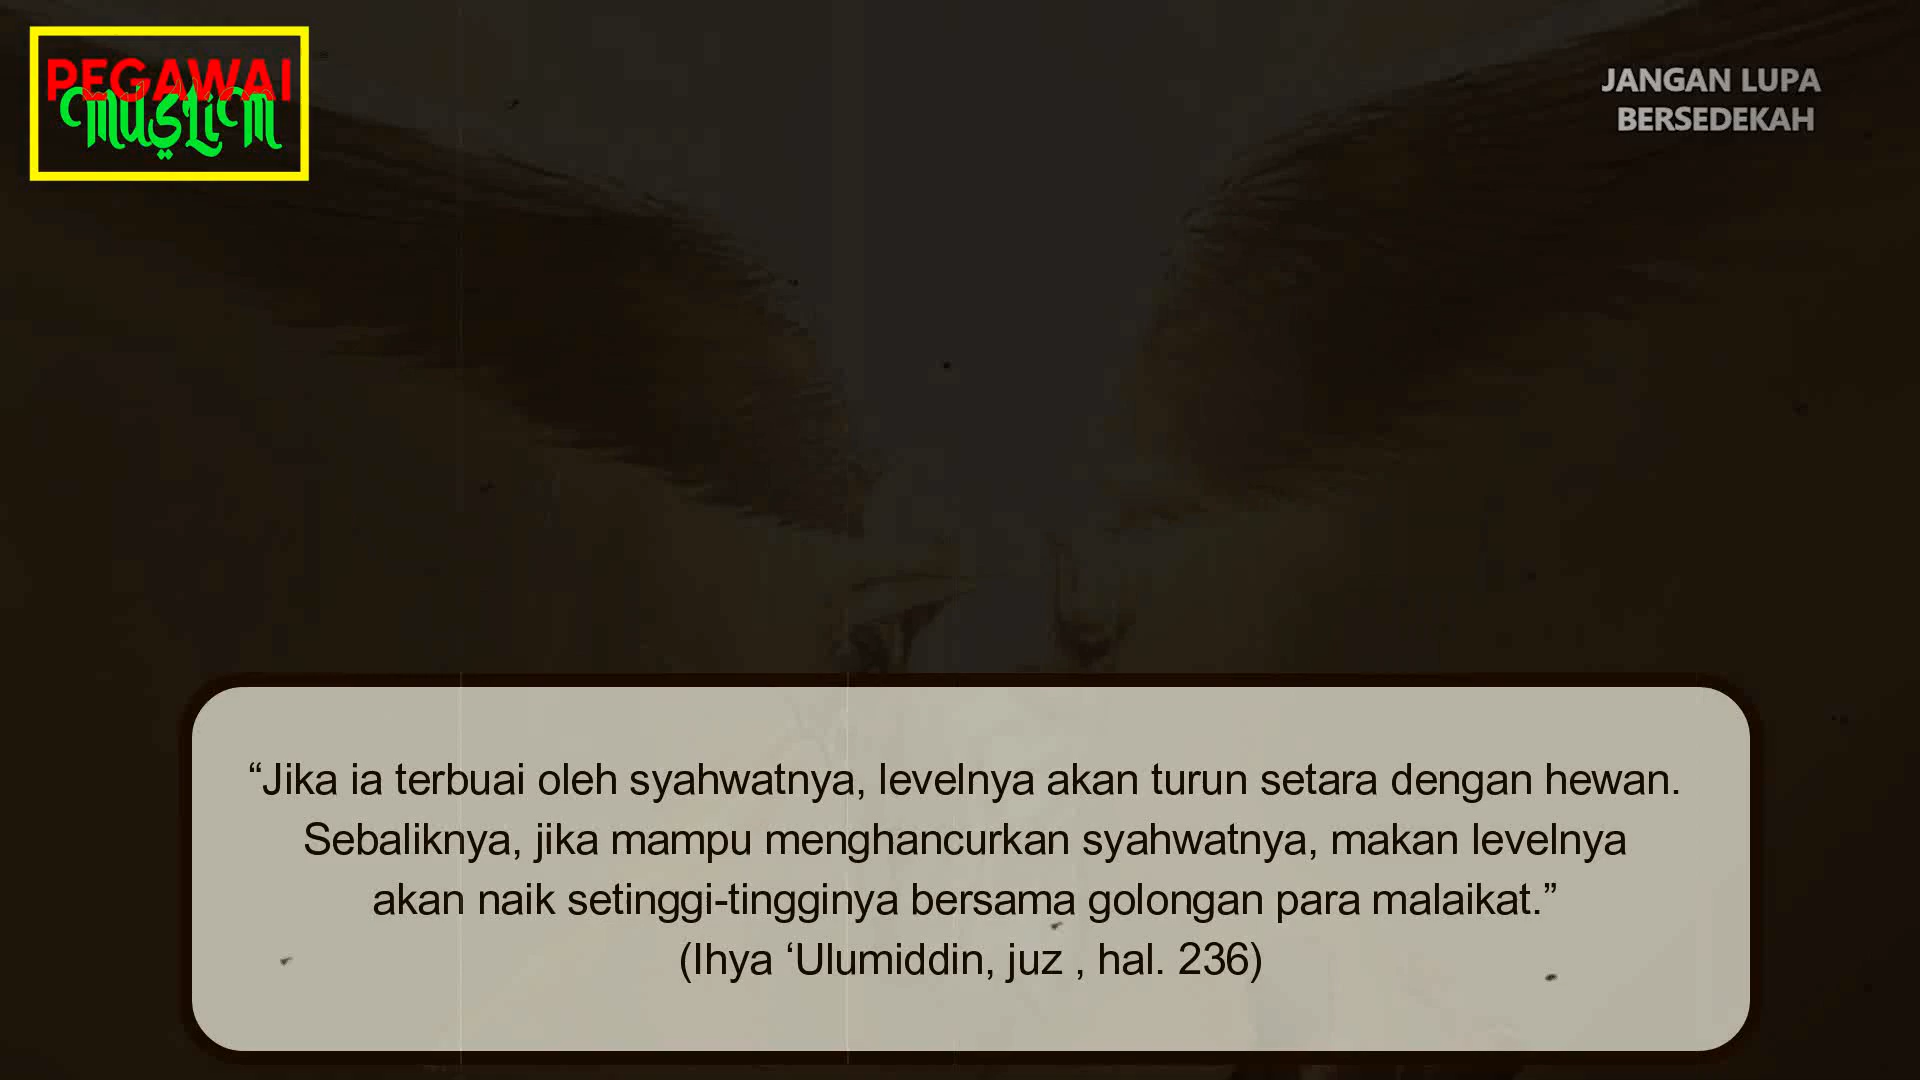 PEGAWAI
MUSLIM
JANGAN LUPA
BERSEDEKAH
“Jika ia terbuai oleh syahwatnya, levelnya akan turun setara dengan hewan.
Sebaliknya, jika mampu menghancurkan syahwatnya, makan levelnya
akan naik setinggi-tingginya bersama golongan para malaikat.”
(Ihya ‘Ulumiddin, juz , hal. 236)